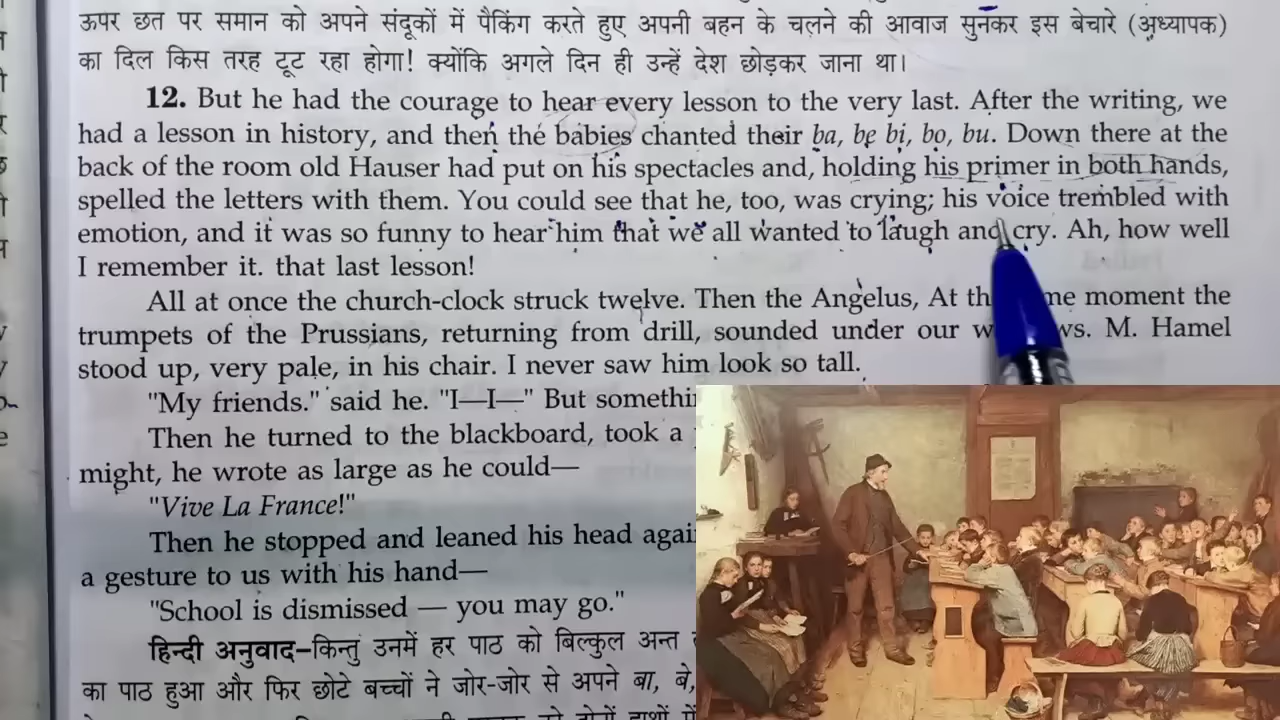 ऊपर छत पर समान को अपने संदूकों में पैकिंग करते हुए अपनी बहन के चलने की आवाज सुनकर इस बेचारे (अध्यापक)
का दिल किस तरह टूट रहा होगा! क्योंकि अगले दिन ही उन्हें देश छोड़कर जाना था।
12. But he had the courage to hear every lesson to the very last. After the writing, we
had a lesson in history, and then the babies chanted their ba, be bi, bo, bu. Down there at the
back of the room old Hauser had put on his spectacles and, holding his primer in both hands,
spelled the letters with them. You could see that he, too, was crying; his voice trembled with
emotion, and it was so funny to hear him that we all wanted to laugh and cry. Ah, how well
I remember it. that last lesson!
All at once the church-clock struck twelve. Then the Angelus, At moment the
trumpets of the Prussians, returning from drill, sounded under our M. Hamel
stood up, very pale, in his chair. I never saw him look so tall.
"My friends." said he. "I—I—" But
Then he turned to the blackboard, took a
might, he wrote as large as he could—
"Vive La France!"
Then he stopped and leaned his head
a gesture to us with his hand—
"School is dismissed — you may go."
हिन्दी अनुवाद–किन्तु उनमें हर पाठ को बिल्कुल अन्त
का पाठ हुआ और फिर छोटे बच्चों ने जोर-जोर से अपने बा, बे,